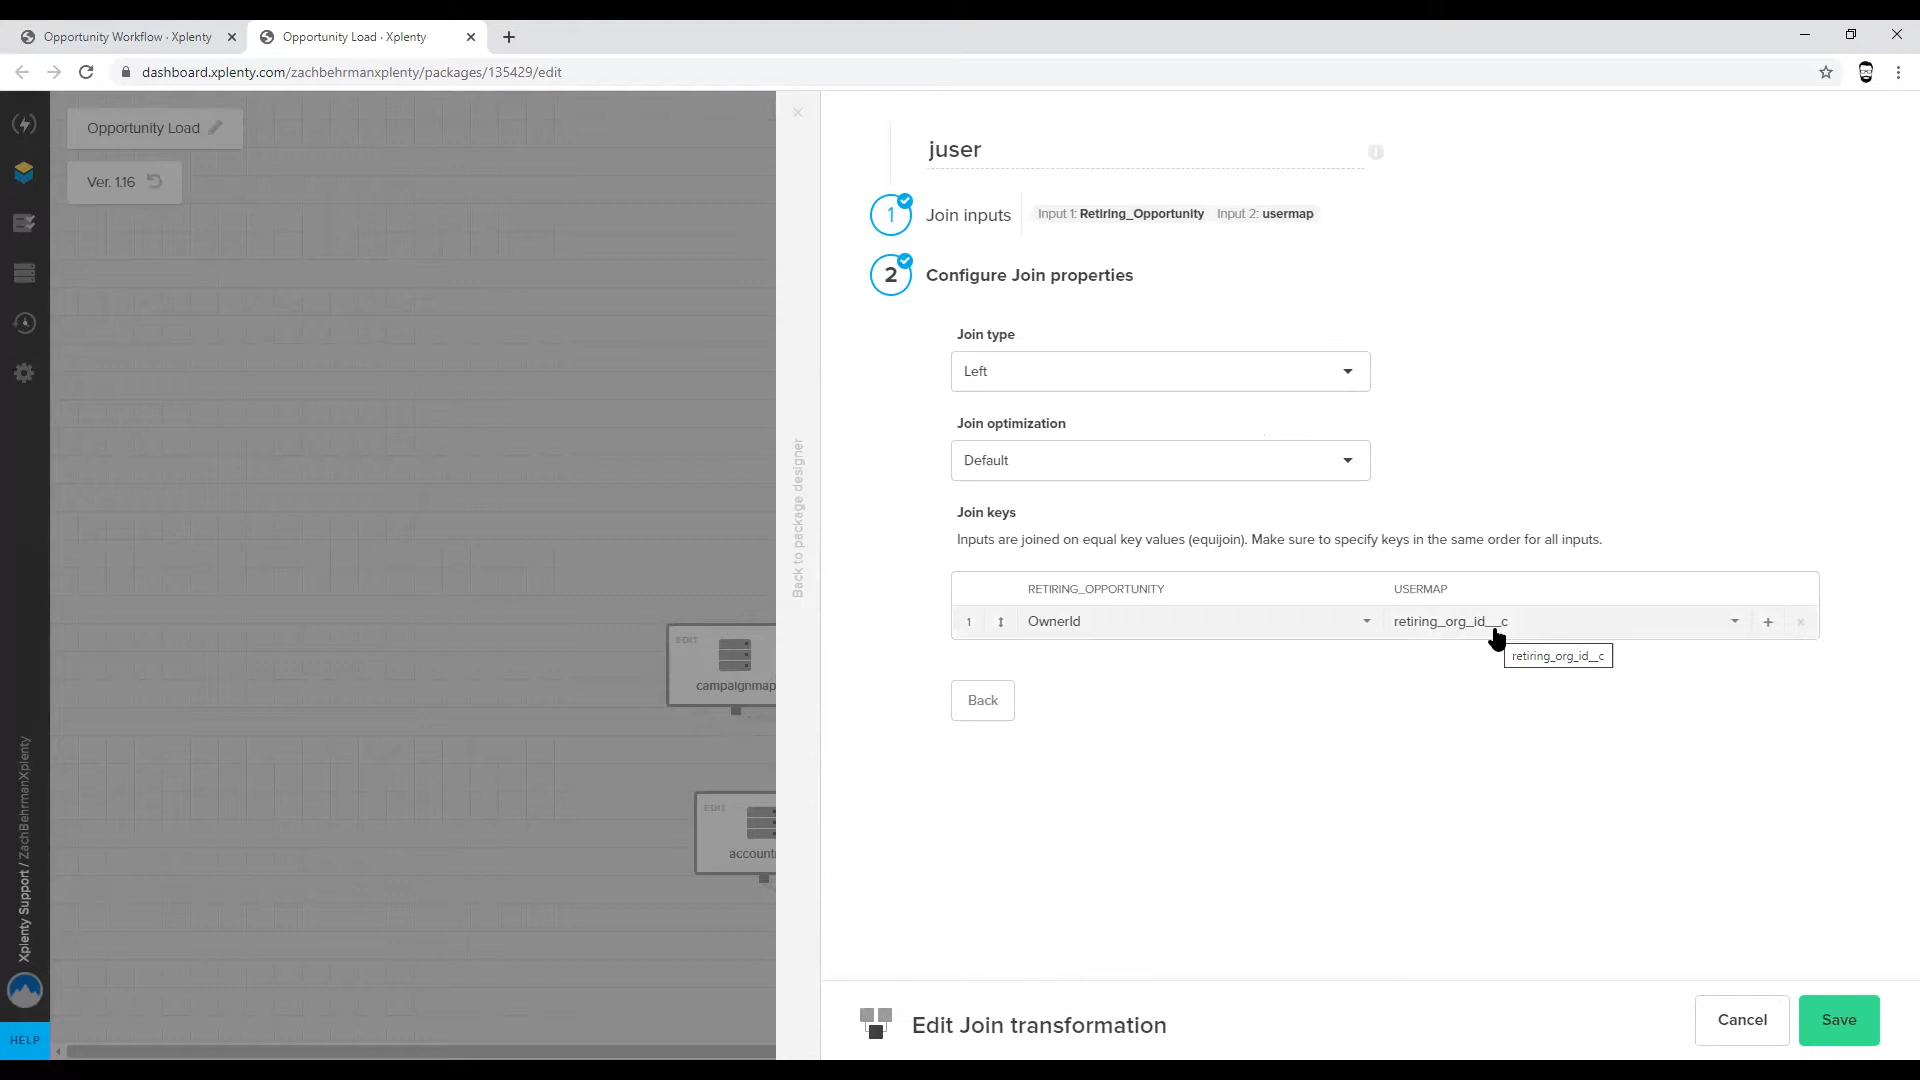 Opportunity Workflow · Xplenty
Opportunity Load · Xplenty
dashboard.xplenty.com/zachbehrmanxplenty/packages/135429/edit
Opportunity Load
Ver. 1.16
juser
1 Join inputs Input 1: Retiring_Opportunity Input 2: usermap
2 Configure Join properties
Join type
Left
Join optimization
Default
Join keys
Inputs are joined on equal key values (equijoin). Make sure to specify keys in the same order for all inputs.
RETIRING_OPPORTUNITY USERMAP
1 OwnerId retiring_org_id__c
retiring_org_id__c
Back
Back to package designer
EDIT
campaignmap
EDIT
account
Xplenty Support / ZachBehrmanXplenty
HELP
Edit Join transformation
Cancel
Save